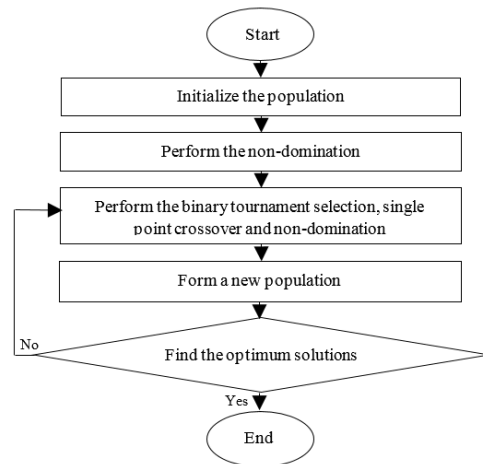 Start
Initialize the population
Perform the non-domination
Perform the binary tournament selection, single
point crossover and non-domination
Form a new population
Find the optimum solutions
No
Yes
End